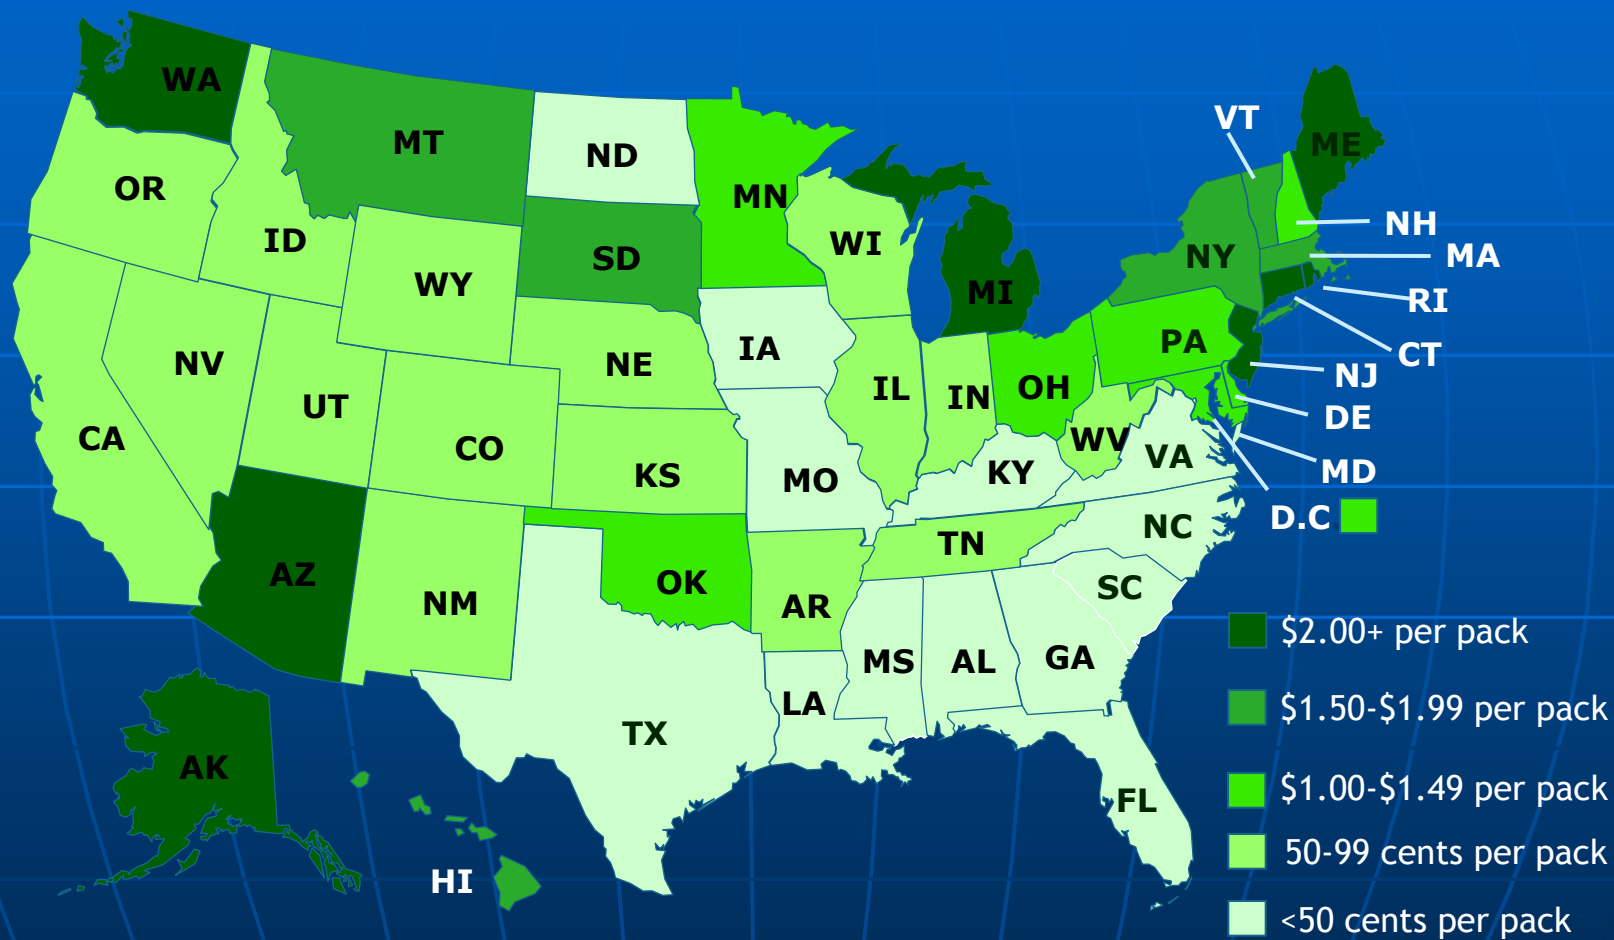 WA
MT
ND
MN
OR
ID
WY
SD
WI
MI
VT
ME
NY
NH
MA
RI
CT
NJ
DE
MD
D.C
PA
NV
UT
CA
CO
NE
KS
IA
MO
IL
IN
OH
WV
VA
KY
NC
TN
SC
AZ
NM
OK
AR
TX
LA
MS
AL
GA
FL
AK
HI
$2.00+ per pack
$1.50-$1.99 per pack
$1.00-$1.49 per pack
50-99 cents per pack
<50 cents per pack